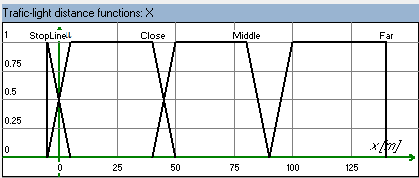 Trafic-light distance functions: X
1 StopLine Close Middle Far
0.75
0.5
0.25
0 x [m]
0 25 50 75 100 125